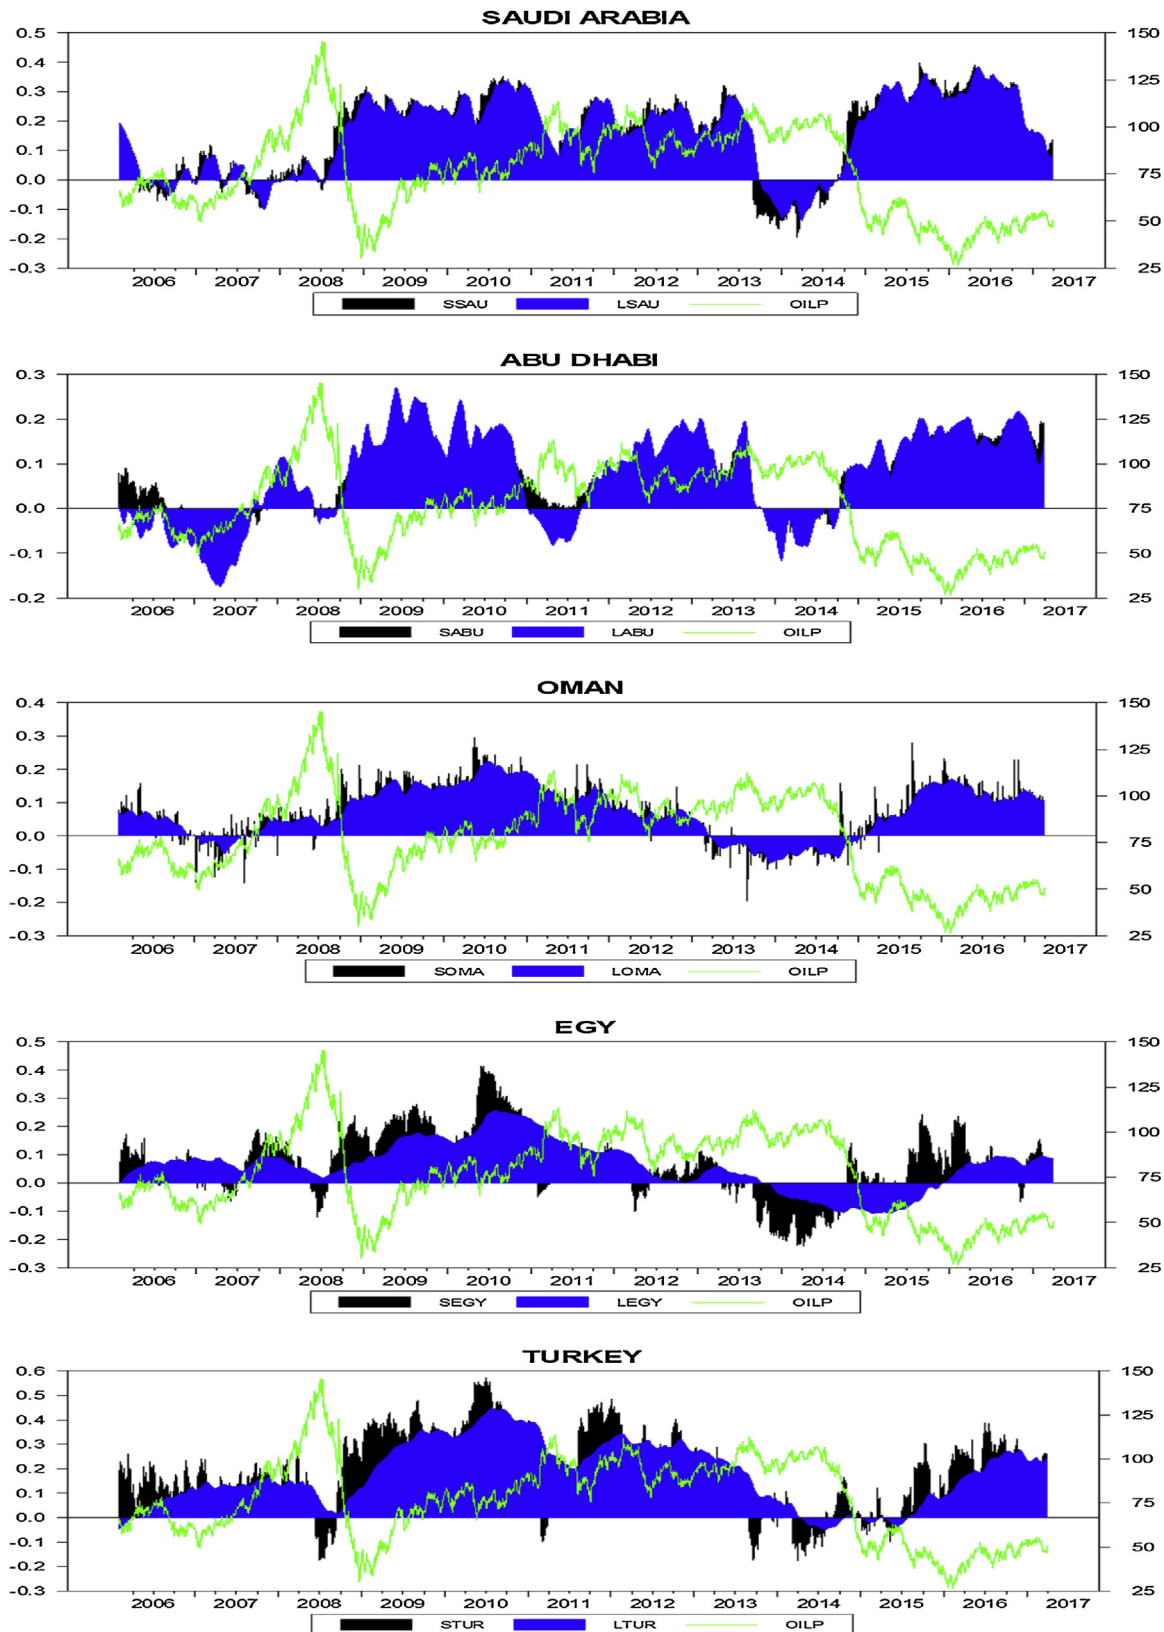 SAUDI ARABIA
0.5 150
0.4 125
0.3
0.2 100
0.1
0.0 75
-0.1
-0.2 50
-0.3 25
2006 2007 2008 2009 2010 2011 2012 2013 2014 2015 2016 2017
SSAU LSAU OILP
ABU DHABI
0.3 150
0.2 125
0.1 100
0.0 75
-0.1 50
-0.2 25
2006 2007 2008 2009 2010 2011 2012 2013 2014 2015 2016 2017
SABU LABU OILP
OMAN
0.4 150
0.3 125
0.2
0.1 100
0.0 75
-0.1
-0.2 50
-0.3 25
2006 2007 2008 2009 2010 2011 2012 2013 2014 2015 2016 2017
SOMA LOMA OILP
EGY
0.5 150
0.4 125
0.3
0.2 100
0.1
0.0 75
-0.1
-0.2 50
-0.3 25
2006 2007 2008 2009 2010 2011 2012 2013 2014 2015 2016 2017
SEGY LEGY OILP
TURKEY
0.6 150
0.5
0.4 125
0.3 100
0.2
0.1 75
0.0
-0.1 50
-0.2
-0.3 25
2006 2007 2008 2009 2010 2011 2012 2013 2014 2015 2016 2017
STUR LTUR OILP